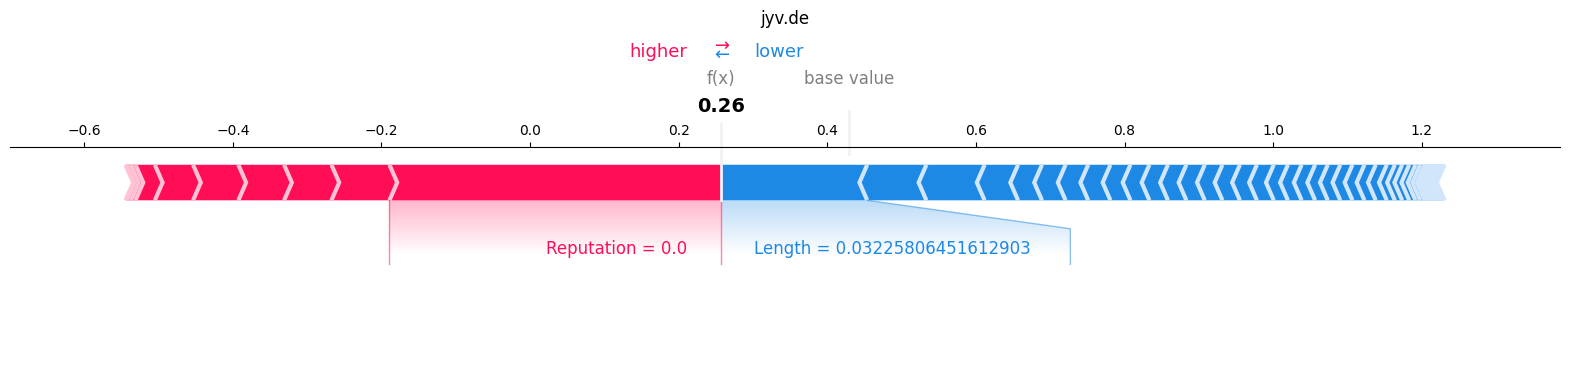 jyv.de
higher → ← lower
f(x) base value
0.26
−0.6 −0.4 −0.2 0.0 0.2 0.4 0.6 0.8 1.0 1.2
Reputation = 0.0 Length = 0.03225806451612903